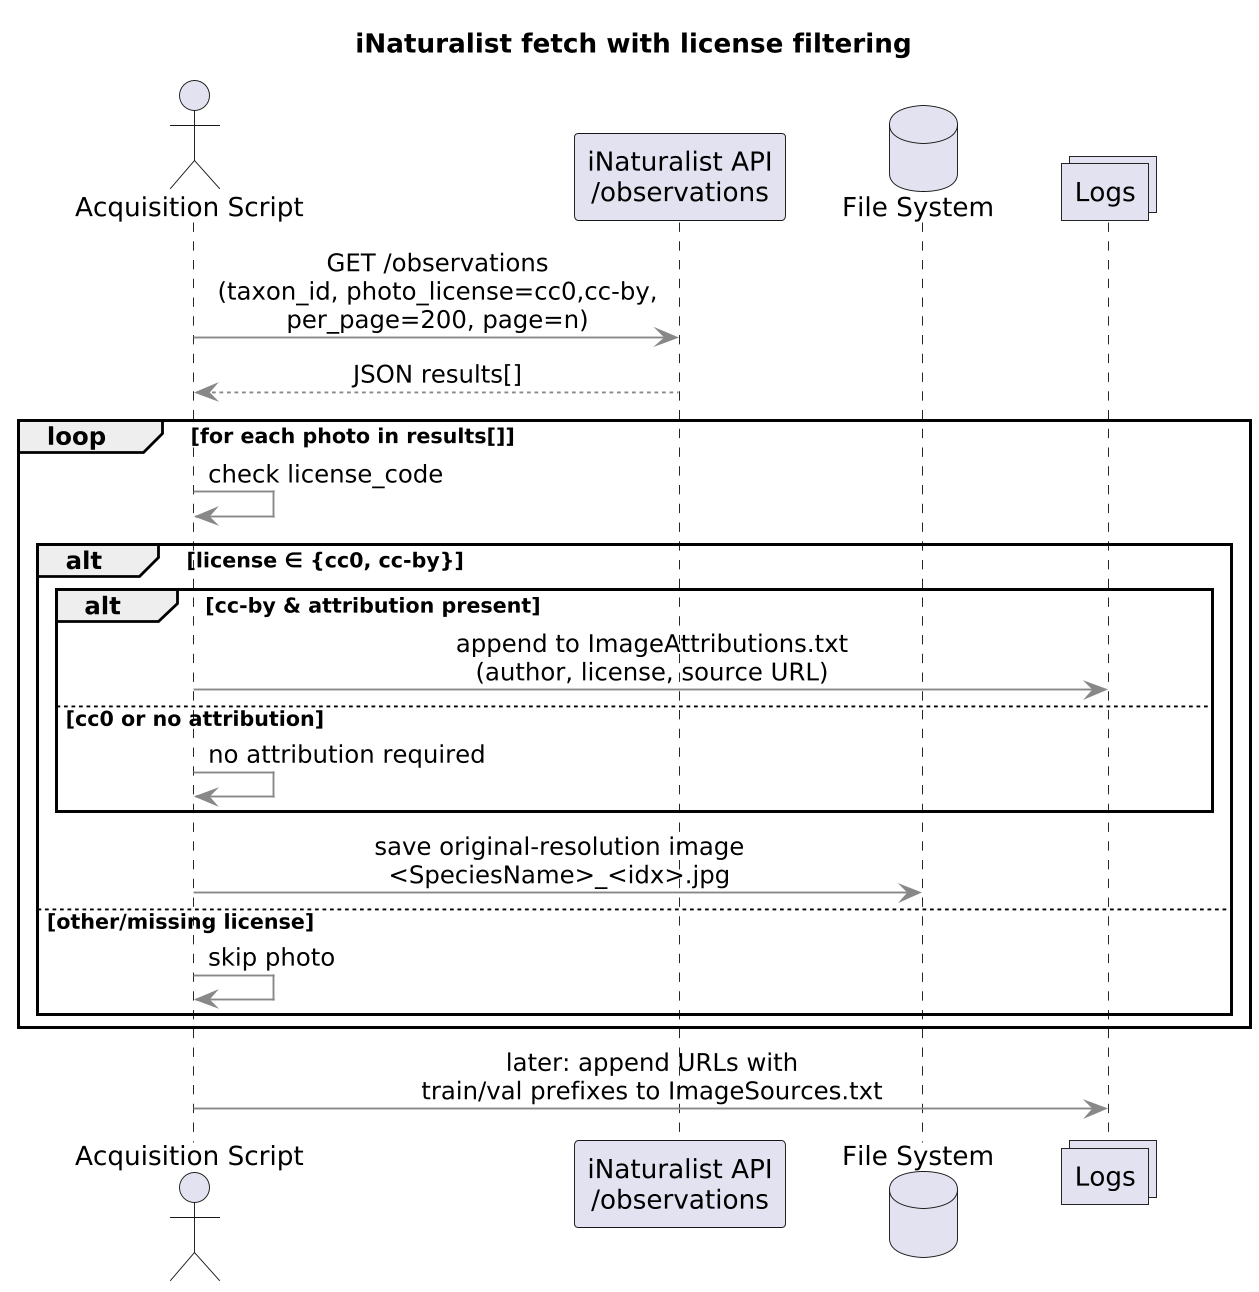 iNaturalist fetch with license filtering
Acquisition Script
iNaturalist API
/observations
File System
Logs
GET /observations
(taxon_id, photo_license=cc0,cc-by,
per_page=200, page=n)
JSON results[]
loop
[for each photo in results[]]
check license_code
alt
[license ∈ {cc0, cc-by}]
alt
[cc-by & attribution present]
append to ImageAttributions.txt
(author, license, source URL)
[cc0 or no attribution]
no attribution required
save original-resolution image
<SpeciesName>_<idx>.jpg
[other/missing license]
skip photo
later: append URLs with
train/val prefixes to ImageSources.txt
Acquisition Script
iNaturalist API
/observations
File System
Logs